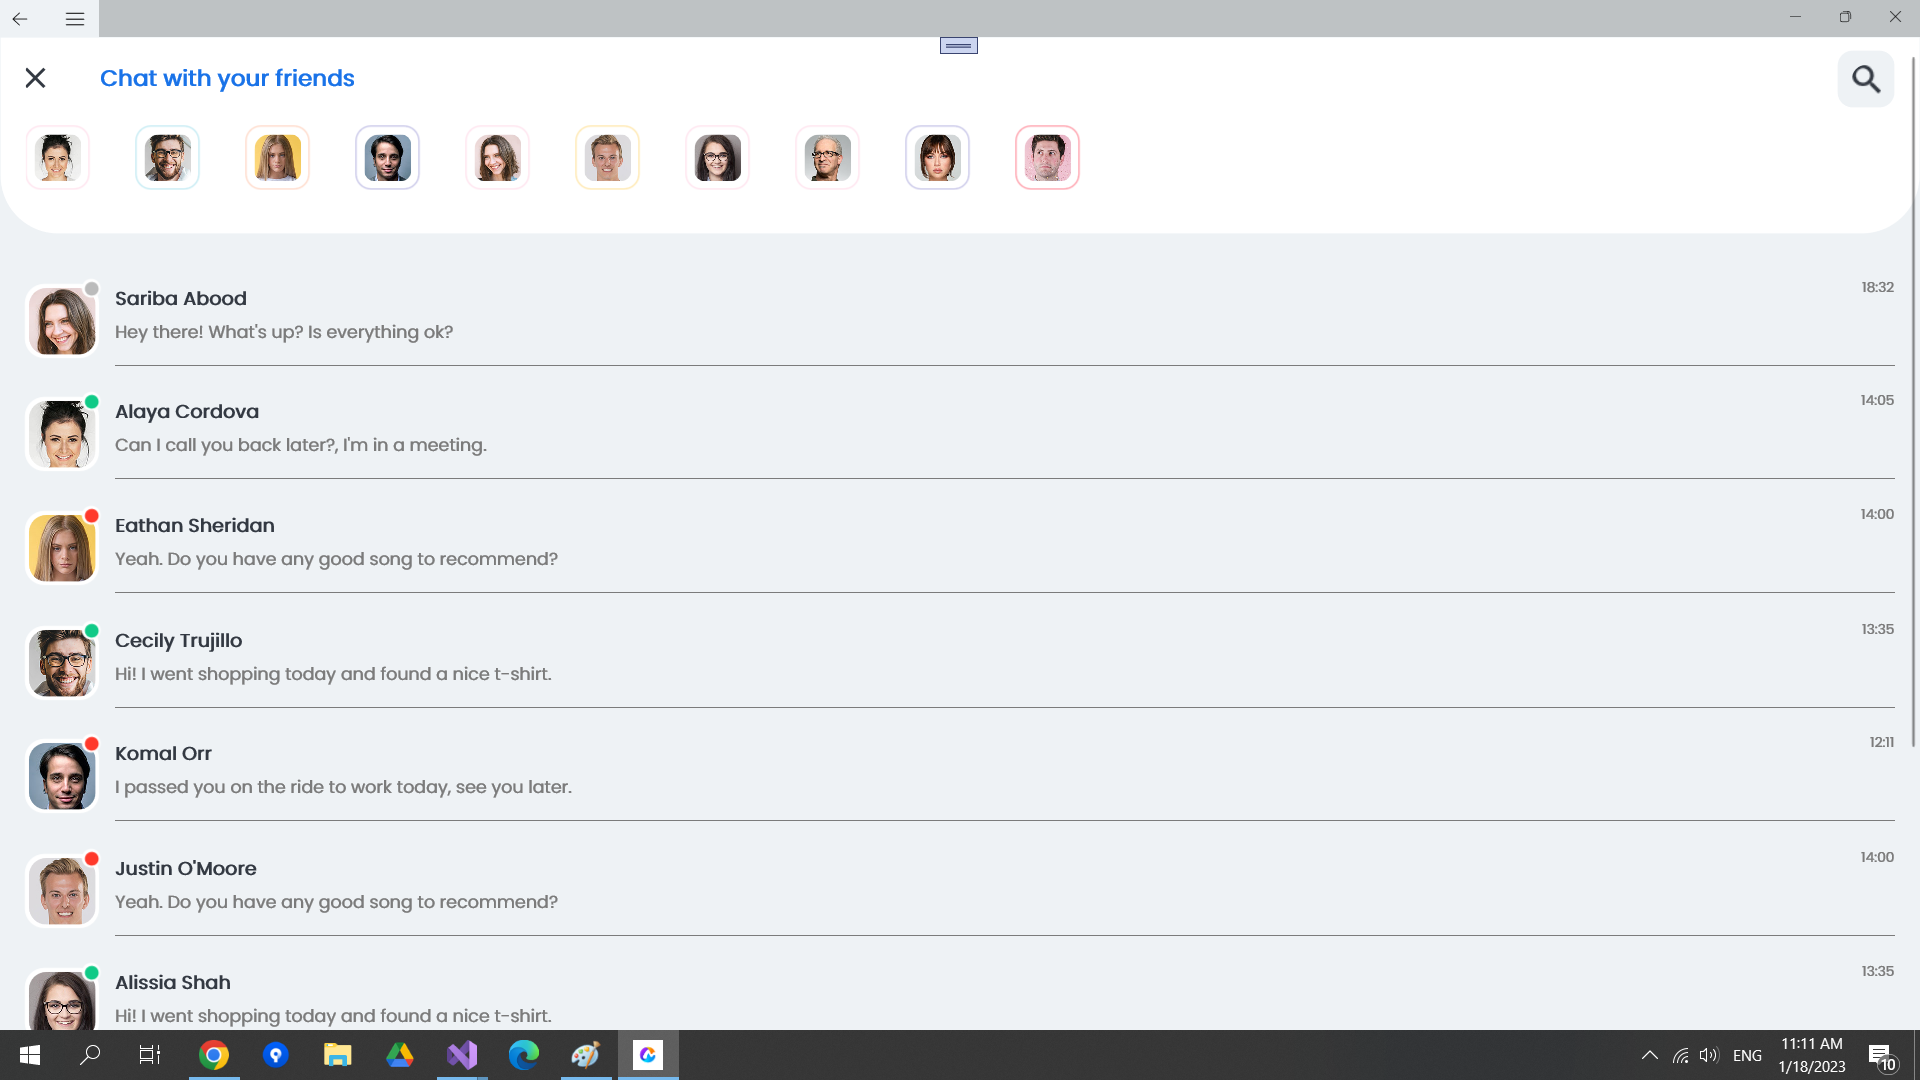 Chat with your friends
Sariba Abood
18:32
Hey there! What's up? Is everything ok?
Alaya Cordova
14:05
Can I call you back later?, I'm in a meeting.
Eathan Sheridan
14:00
Yeah. Do you have any good song to recommend?
Cecily Trujillo
13:35
Hi! I went shopping today and found a nice t-shirt.
Komal Orr
12:11
I passed you on the ride to work today, see you later.
Justin O'Moore
14:00
Yeah. Do you have any good song to recommend?
Alissia Shah
13:35
Hi! I went shopping today and found a nice t-shirt.
ENG
11:11 AM
1/18/2023
10